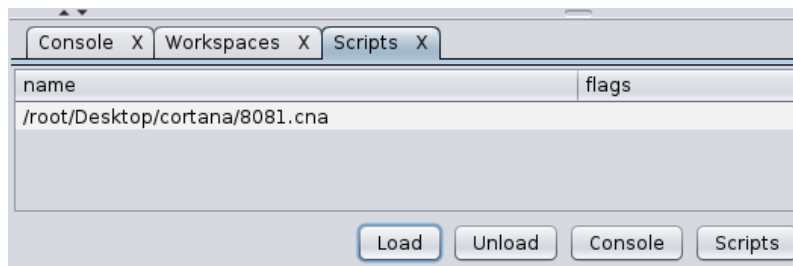 Console X Workspaces X Scripts X
name flags
/root/Desktop/cortana/8081.cna
Load Unload Console Scripts